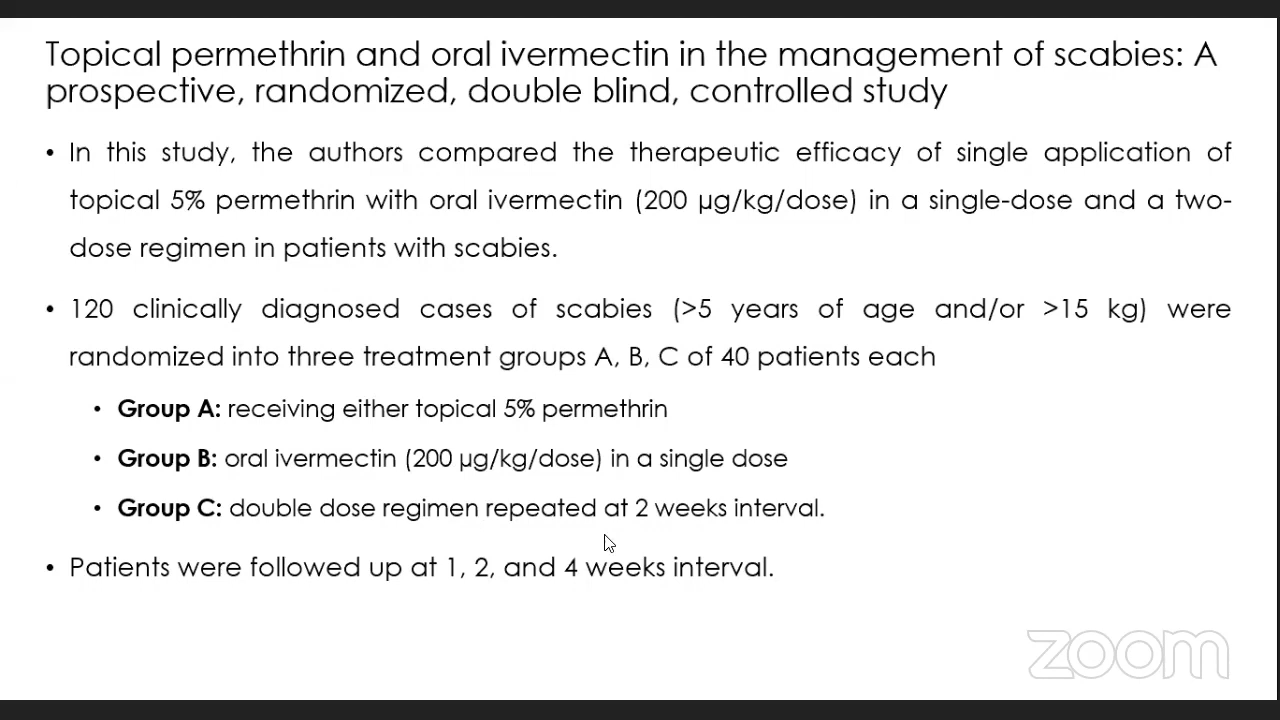 Topical permethrin and oral ivermectin in the management of scabies: A
prospective, randomized, double blind, controlled study
• In this study, the authors compared the therapeutic efficacy of single application of
topical 5% permethrin with oral ivermectin (200 µg/kg/dose) in a single-dose and a two-
dose regimen in patients with scabies.
• 120 clinically diagnosed cases of scabies (>5 years of age and/or >15 kg) were
randomized into three treatment groups A, B, C of 40 patients each
• Group A: receiving either topical 5% permethrin
• Group B: oral ivermectin (200 µg/kg/dose) in a single dose
• Group C: double dose regimen repeated at 2 weeks interval.
• Patients were followed up at 1, 2, and 4 weeks interval.
zoom